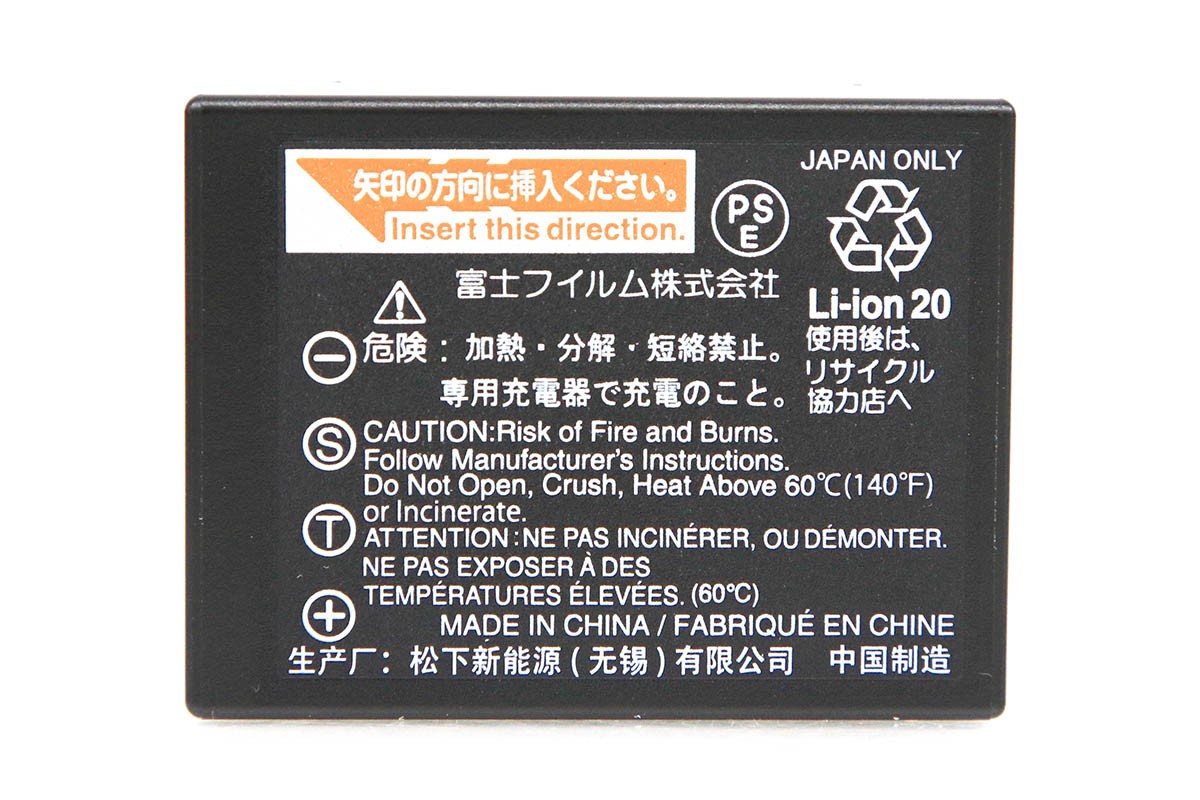 矢印の方向に挿入ください。
Insert this direction.
PS
E
JAPAN ONLY
Li-ion 20
使用後は、
リサイクル
協力店へ
富士フイルム株式会社
危険：加熱・分解・短絡禁止。
専用充電器で充電のこと。
S
T
CAUTION:Risk of Fire and Burns.
Follow Manufacturer's Instructions.
Do Not Open, Crush, Heat Above 60℃(140°F)
or Incinerate.
ATTENTION:NE PAS INCINÉRER, OU DÉMONTER.
NE PAS EXPOSER À DES
TEMPÉRATURES ÉLEVÉES. (60℃)
MADE IN CHINA / FABRIQUÉ EN CHINE
生产厂：松下新能源(无锡)有限公司 中国制造